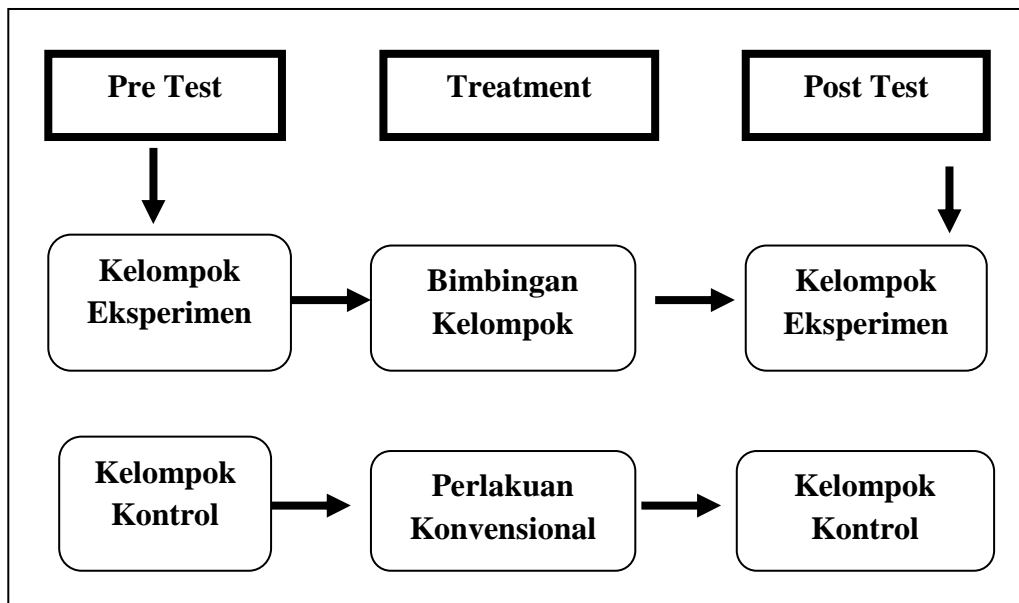 Pre Test
Treatment
Post Test
Kelompok
Eksperimen
Bimbingan
Kelompok
Kelompok
Eksperimen
Kelompok
Kontrol
Perlakuan
Konvensional
Kelompok
Kontrol